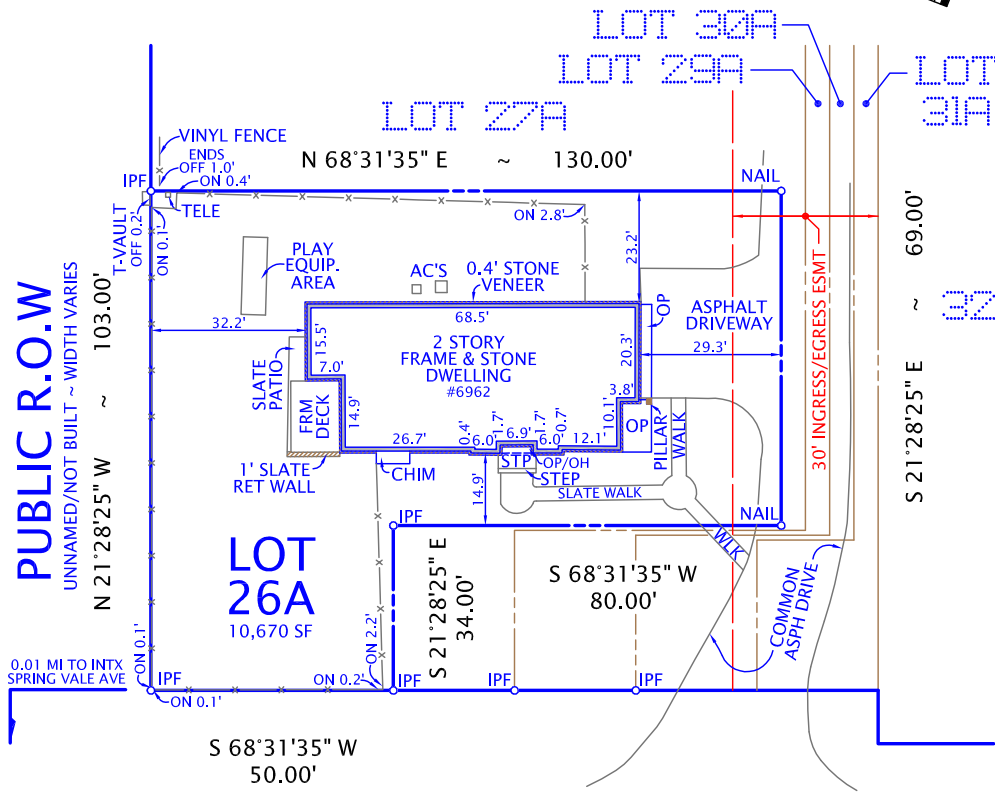 LOT 30A
LOT 29A
LOT
31A
LOT 27A
VINYL FENCE
ENDS
OFF 1.0'
ON 0.4'
N 68°31'35" E ~ 130.00'
IPF
NAIL
TELE
T-VAULT
OFF 0.2'
ON 0.1'
ON 2.8'
23.2'
69.00'
PLAY
EQUIP.
AREA
AC'S
0.4' STONE
VENEER
OP
ASPHALT
DRIVEWAY
30' INGRESS/EGRESS ESMT
S 21°28'25" E ~
32
PUBLIC R.O.W
UNNAMED/NOT BUILT ~ WIDTH VARIES
N 21°28'25" W ~ 103.00'
32.2'
68.5'
15.5'
7.0'
2 STORY
FRAME & STONE
DWELLING
#6962
20.3'
29.3'
3.8'
10.1'
SLATE
PATIO
FRM
DECK
14.9'
26.7'
0.4'
6.0'
1.7'
6.9'
1.7'
6.0'
0.7'
12.1'
OP
PILLAR
WALK
1' SLATE
RET WALL
CHIM
14.9'
STP
OP/OH
STEP
SLATE WALK
IPF
NAIL
WLK
LOT
26A
10,670 SF
S 21°28'25" E
34.00'
S 68°31'35" W
80.00'
COMMON
ASPH DRIVE
ON 2.2'
ON 0.1'
0.01 MI TO INTX
SPRING VALE AVE
IPF
ON 0.1'
ON 0.2'
IPF
IPF
IPF
S 68°31'35" W
50.00'